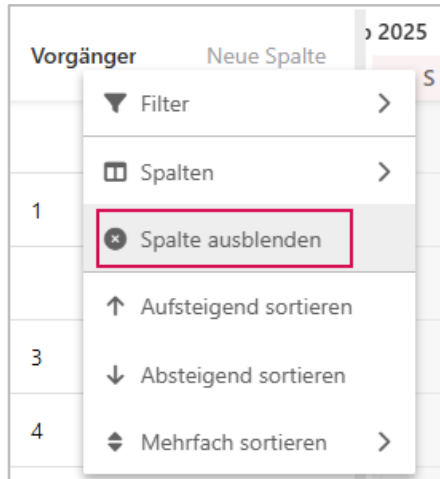 2025
Vorgänger Neue Spalte
S
Filter
Spalten
1
Spalte ausblenden
Aufsteigend sortieren
3
Absteigend sortieren
4
Mehrfach sortieren